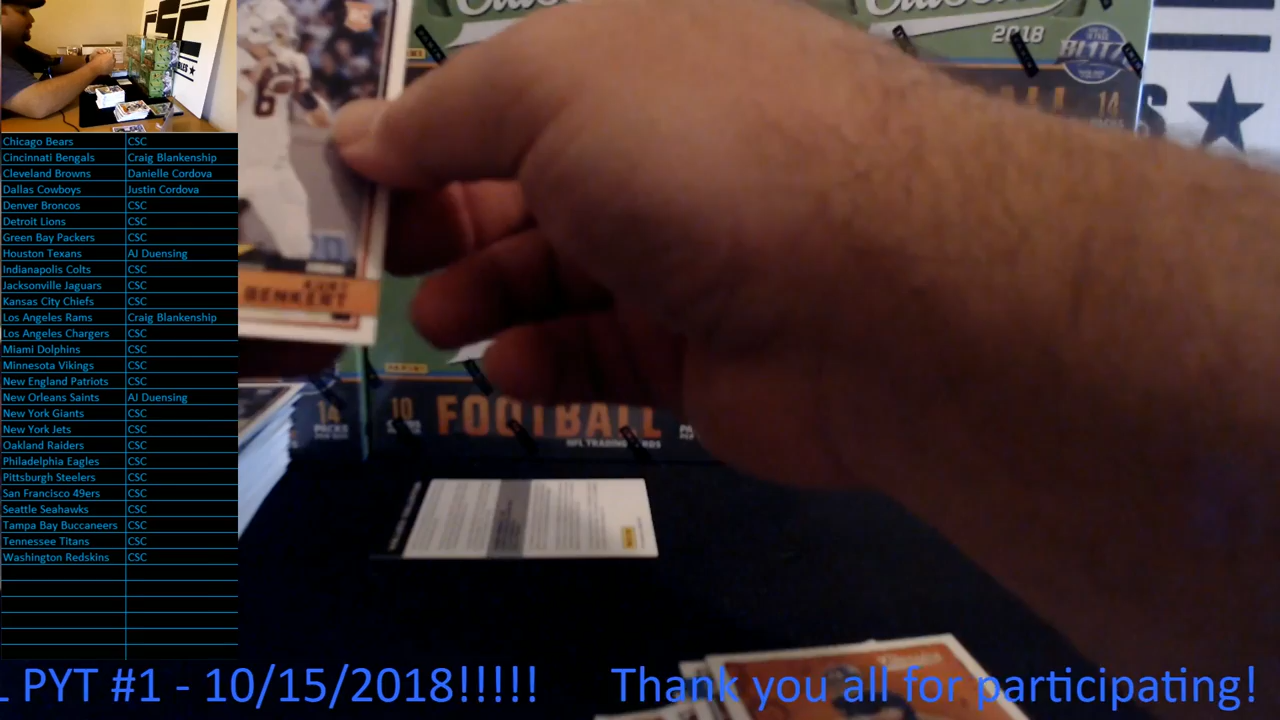 Chicago Bears CSC
Cincinnati Bengals Craig Blankenship
Cleveland Browns Danielle Cordova
Dallas Cowboys Justin Cordova
Denver Broncos CSC
Detroit Lions CSC
Green Bay Packers CSC
Houston Texans AJ Duensing
Indianapolis Colts CSC
Jacksonville Jaguars CSC
Kansas City Chiefs CSC
Los Angeles Rams Craig Blankenship
Los Angeles Chargers CSC
Miami Dolphins CSC
Minnesota Vikings CSC
New England Patriots CSC
New Orleans Saints AJ Duensing
New York Giants CSC
New York Jets CSC
Oakland Raiders CSC
Philadelphia Eagles CSC
Pittsburgh Steelers CSC
San Francisco 49ers CSC
Seattle Seahawks CSC
Tampa Bay Buccaneers CSC
Tennessee Titans CSC
Washington Redskins CSC
2018
BLITZ
14
6
KURT
BENKERT
PANINI
14 PACKS
10
FOOTBALL
NFL TRADING CARDS
L PYT #1 - 10/15/2018!!!!! Thank you all for participating!